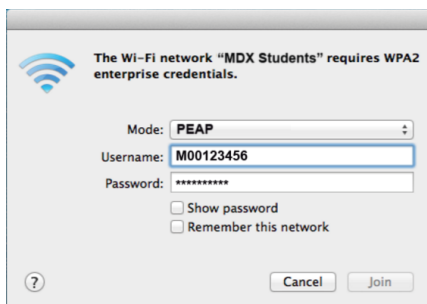 The Wi-Fi network "MDX Students" requires WPA2
enterprise credentials.
Mode: PEAP
Username: M00123456
Password: **********
Show password
Remember this network
? Cancel Join